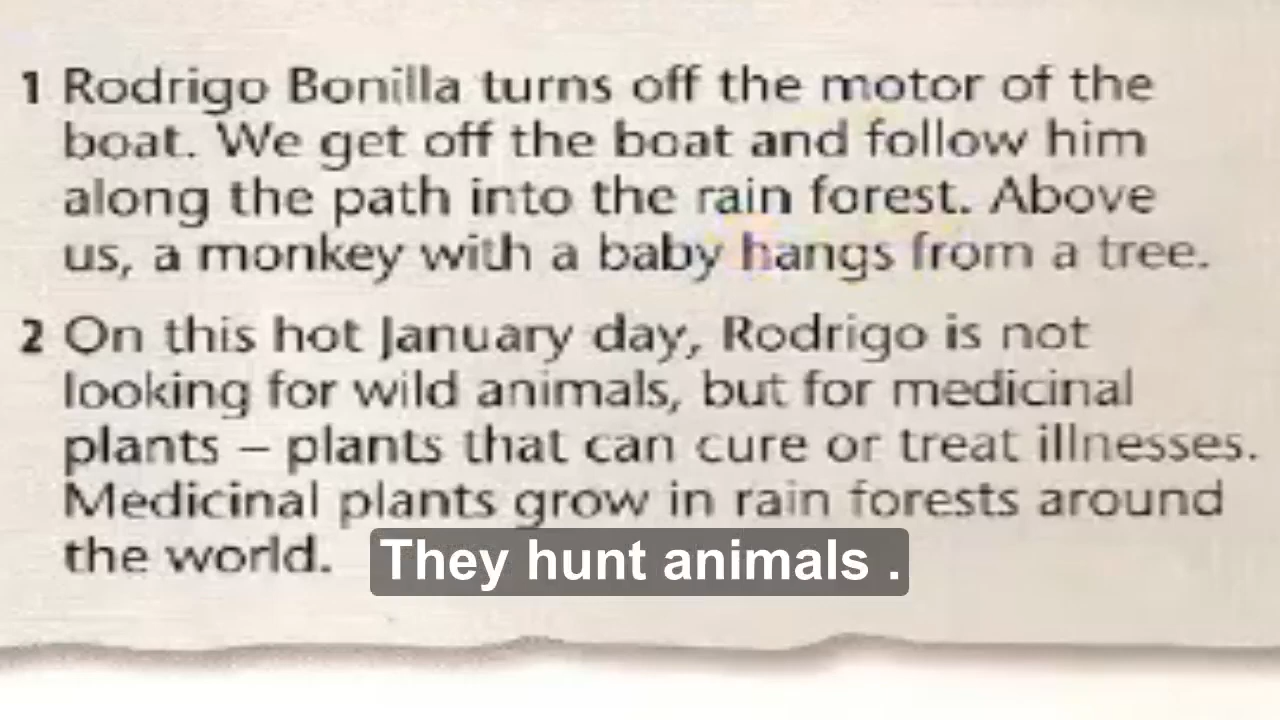 1 Rodrigo Bonilla turns off the motor of the
boat. We get off the boat and follow him
along the path into the rain forest. Above
us, a monkey with a baby hangs from a tree.
2 On this hot January day, Rodrigo is not
looking for wild animals, but for medicinal
plants – plants that can cure or treat illnesses.
Medicinal plants grow in rain forests around
the world.
They hunt animals .